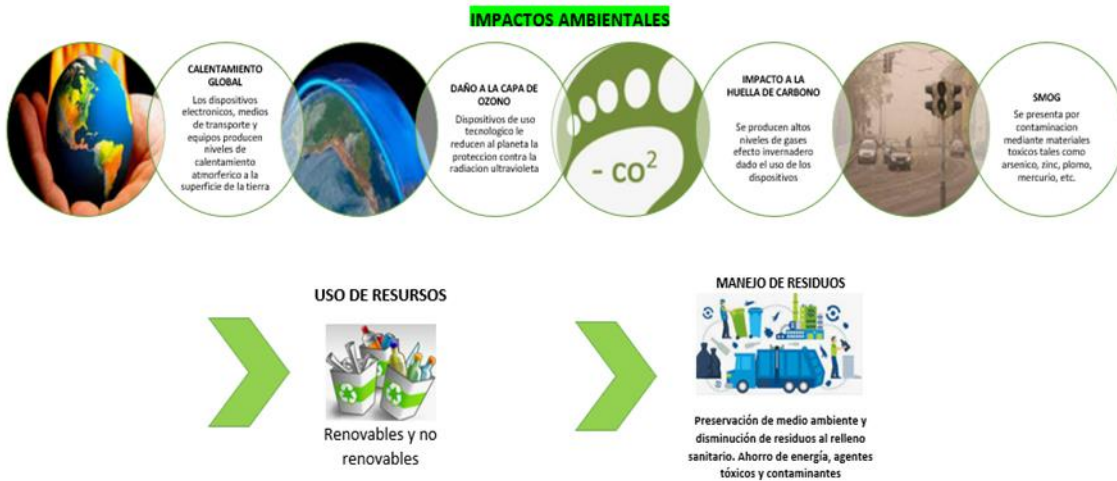 IMPACTOS AMBIENTALES
CALENTAMIENTO
GLOBAL
Los dispositivos
electronicos, medios
de transporte y
equipos producen
niveles de
calentamiento
atmorferico a la
superficie de la tierra
DAÑO A LA CAPA DE
OZONO
Dispositivos de uso
tecnologico le
reducen al planeta la
proteccion contra la
radiacion ultravioleta
- co²
IMPACTO A LA
HUELLA DE CARBONO
Se producen altos
niveles de gases
efecto invernadero
dado el uso de los
dispositivos
SMOG
Se presenta por
contaminacion
mediante materiales
toxicos tales como
arsenico, zinc, plomo,
mercurio, etc.
USO DE RESURSOS
Renovables y no
renovables
MANEJO DE RESIDUOS
Preservación de medio ambiente y
disminución de residuos al relleno
sanitario. Ahorro de energía, agentes
tóxicos y contaminantes